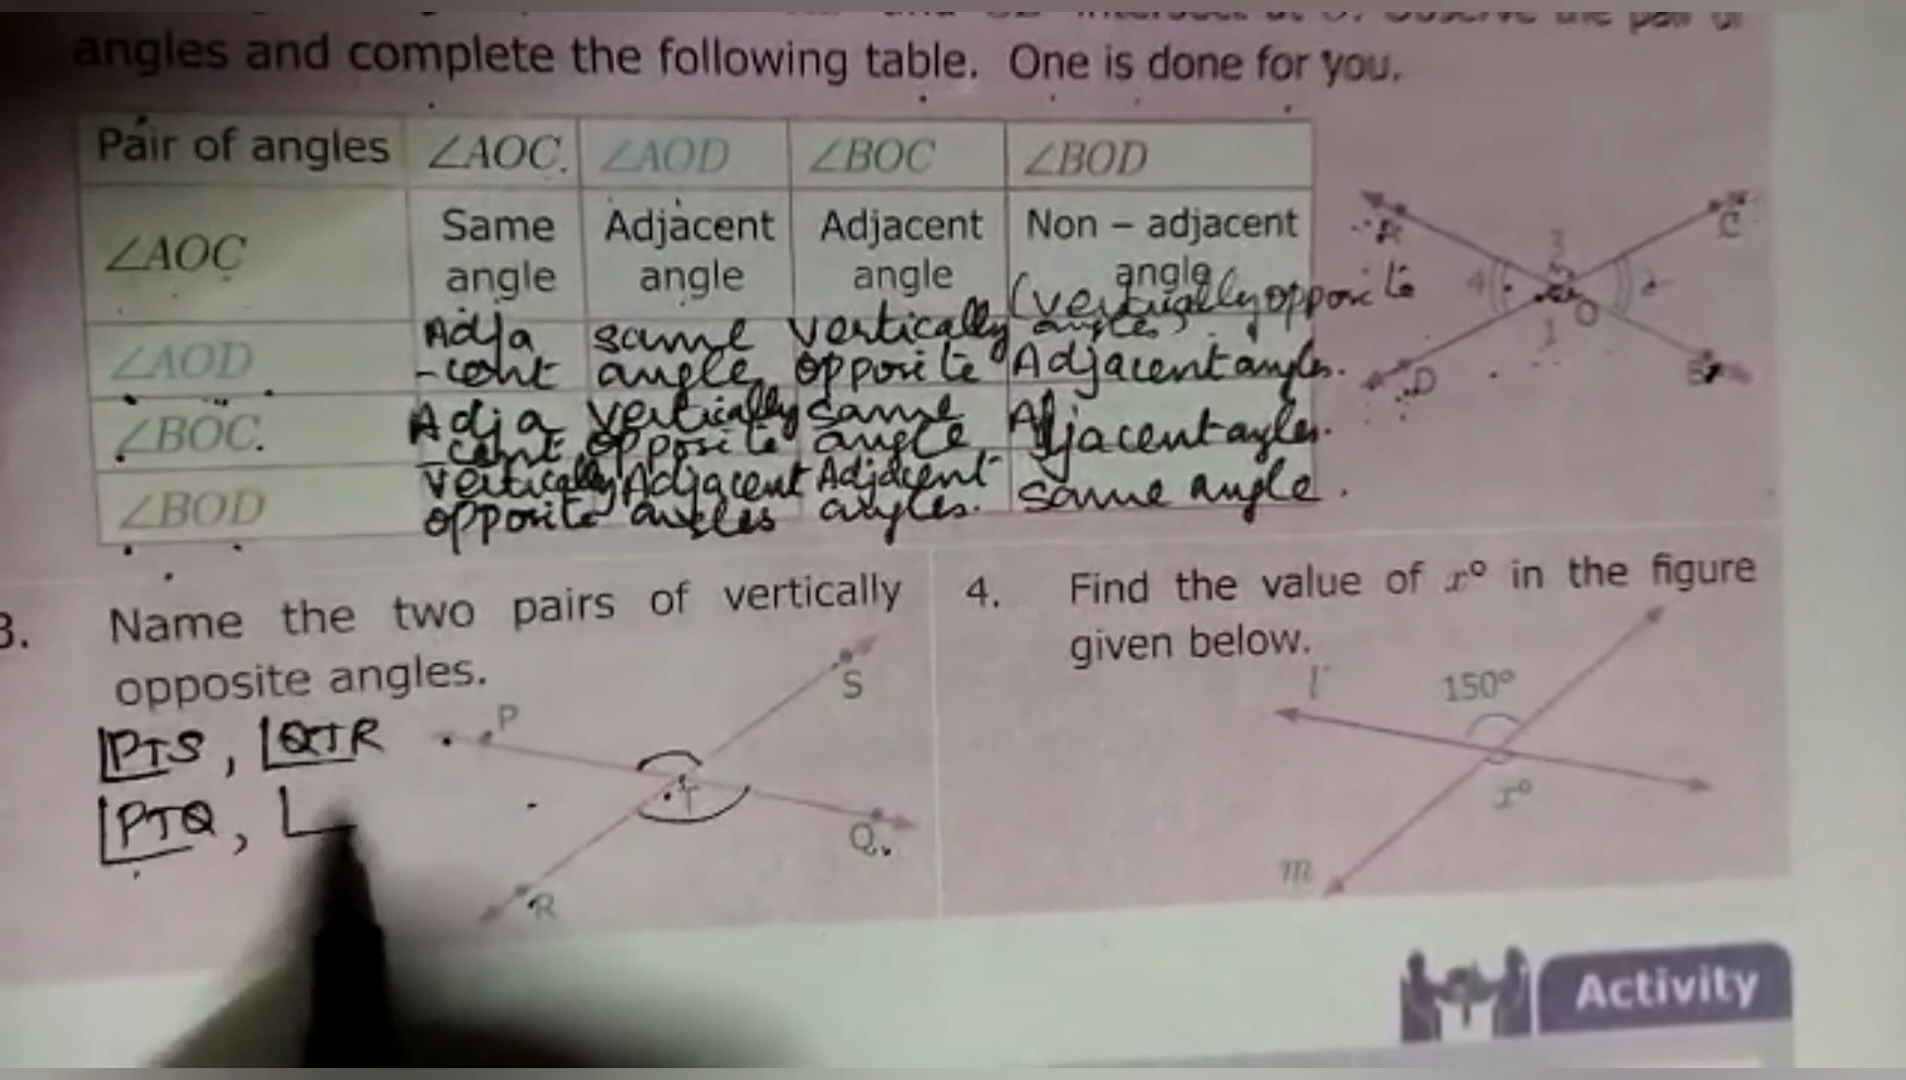 angles and complete the following table. One is done for you.
Pair of angles ∠AOC. ∠AOD ∠BOC ∠BOD
∠AOC Same angle Adjacent angle Adjacent angle Non – adjacent angle (vertically opposite angles)
∠AOD Adja -cent same angle vertically opposite Adjacent angles.
∠BOC. Adja -cent vertically opposite same angle Adjacent angles.
∠BOD vertically opposite Adjacent angles Adjacent angles. same angle.
A C 3 4 2 O 1 D B
3. Name the two pairs of vertically
opposite angles.
∠PTS, ∠QTR
∠PTQ, ∠
P S T Q R
4. Find the value of x° in the figure
given below.
l 150°
x°
m
Activity